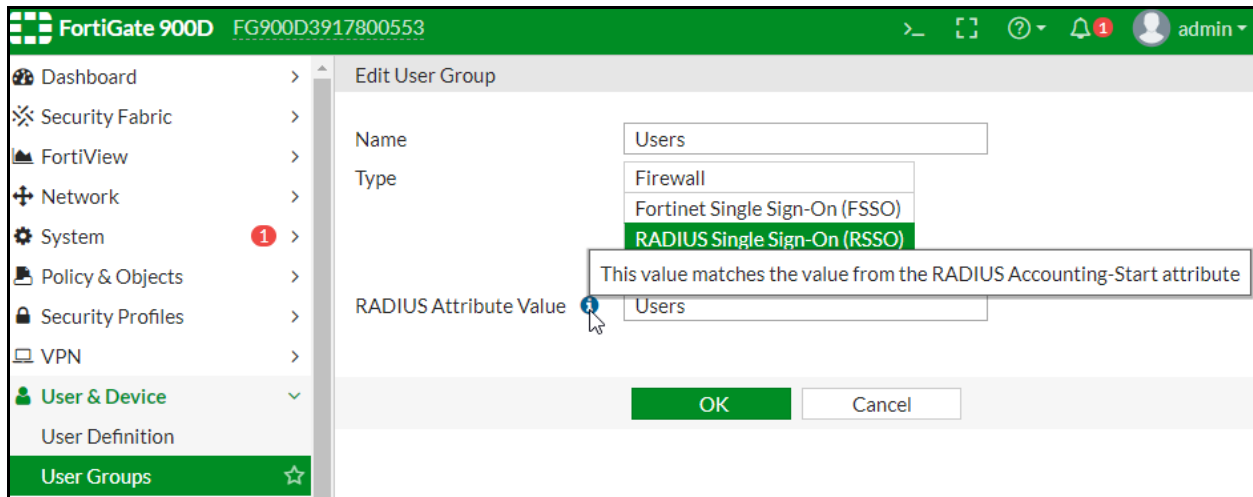 FortiGate 900D FG900D3917800553 >_ 1 admin
Dashboard
Security Fabric
FortiView
Network
System 1
Policy & Objects
Security Profiles
VPN
User & Device
User Definition
User Groups
Edit User Group
Name Users
Type Firewall
Fortinet Single Sign-On (FSSO)
RADIUS Single Sign-On (RSSO)
This value matches the value from the RADIUS Accounting-Start attribute
RADIUS Attribute Value Users
OK Cancel